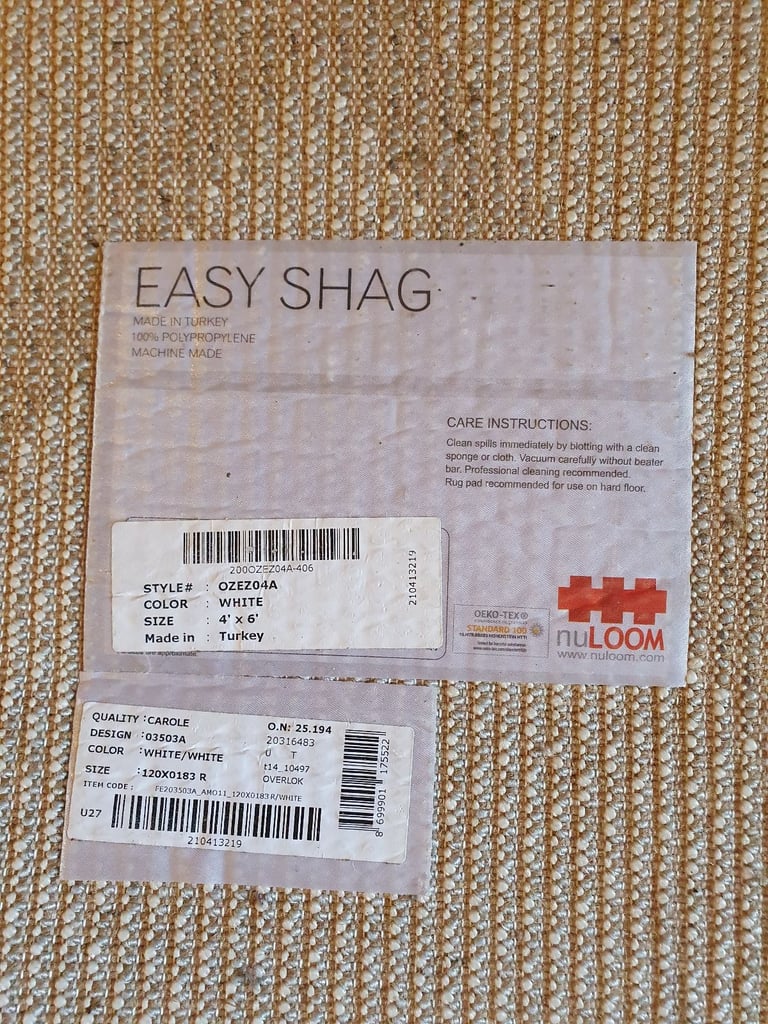 EASY SHAG
MADE IN TURKEY
100% POLYPROPYLENE
MACHINE MADE
CARE INSTRUCTIONS:
Clean spills immediately by blotting with a clean
sponge or cloth. Vacuum carefully without beater
bar. Professional cleaning recommended.
Rug pad recommended for use on hard floor.
200OZEZ04A-406
STYLE# : OZEZ04A
COLOR : WHITE
SIZE : 4' x 6'
Made in : Turkey
210413219
are approximate.
OEKO-TEX®
STANDARD 100
nuLOOM
www.nuloom.com
QUALITY : CAROLE
DESIGN : 03503A
COLOR : WHITE/WHITE
SIZE : 120X0183 R
ITEM CODE : FE203503A_AMO11_120X0183 R/WHITE
U27
210413219
O.N: 25.194
20316483
U T
t14_10497
OVERLOK
8 699901 175522